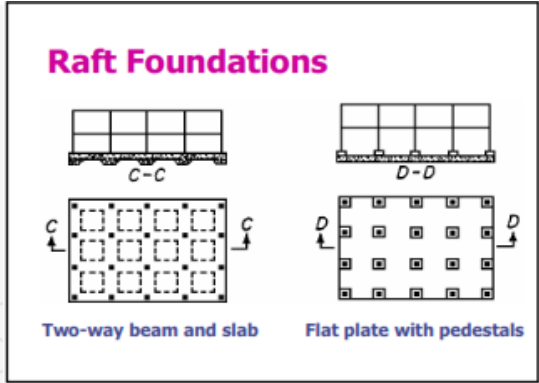 Raft Foundations
C-C
D-D
C C
D D
Two-way beam and slab
Flat plate with pedestals